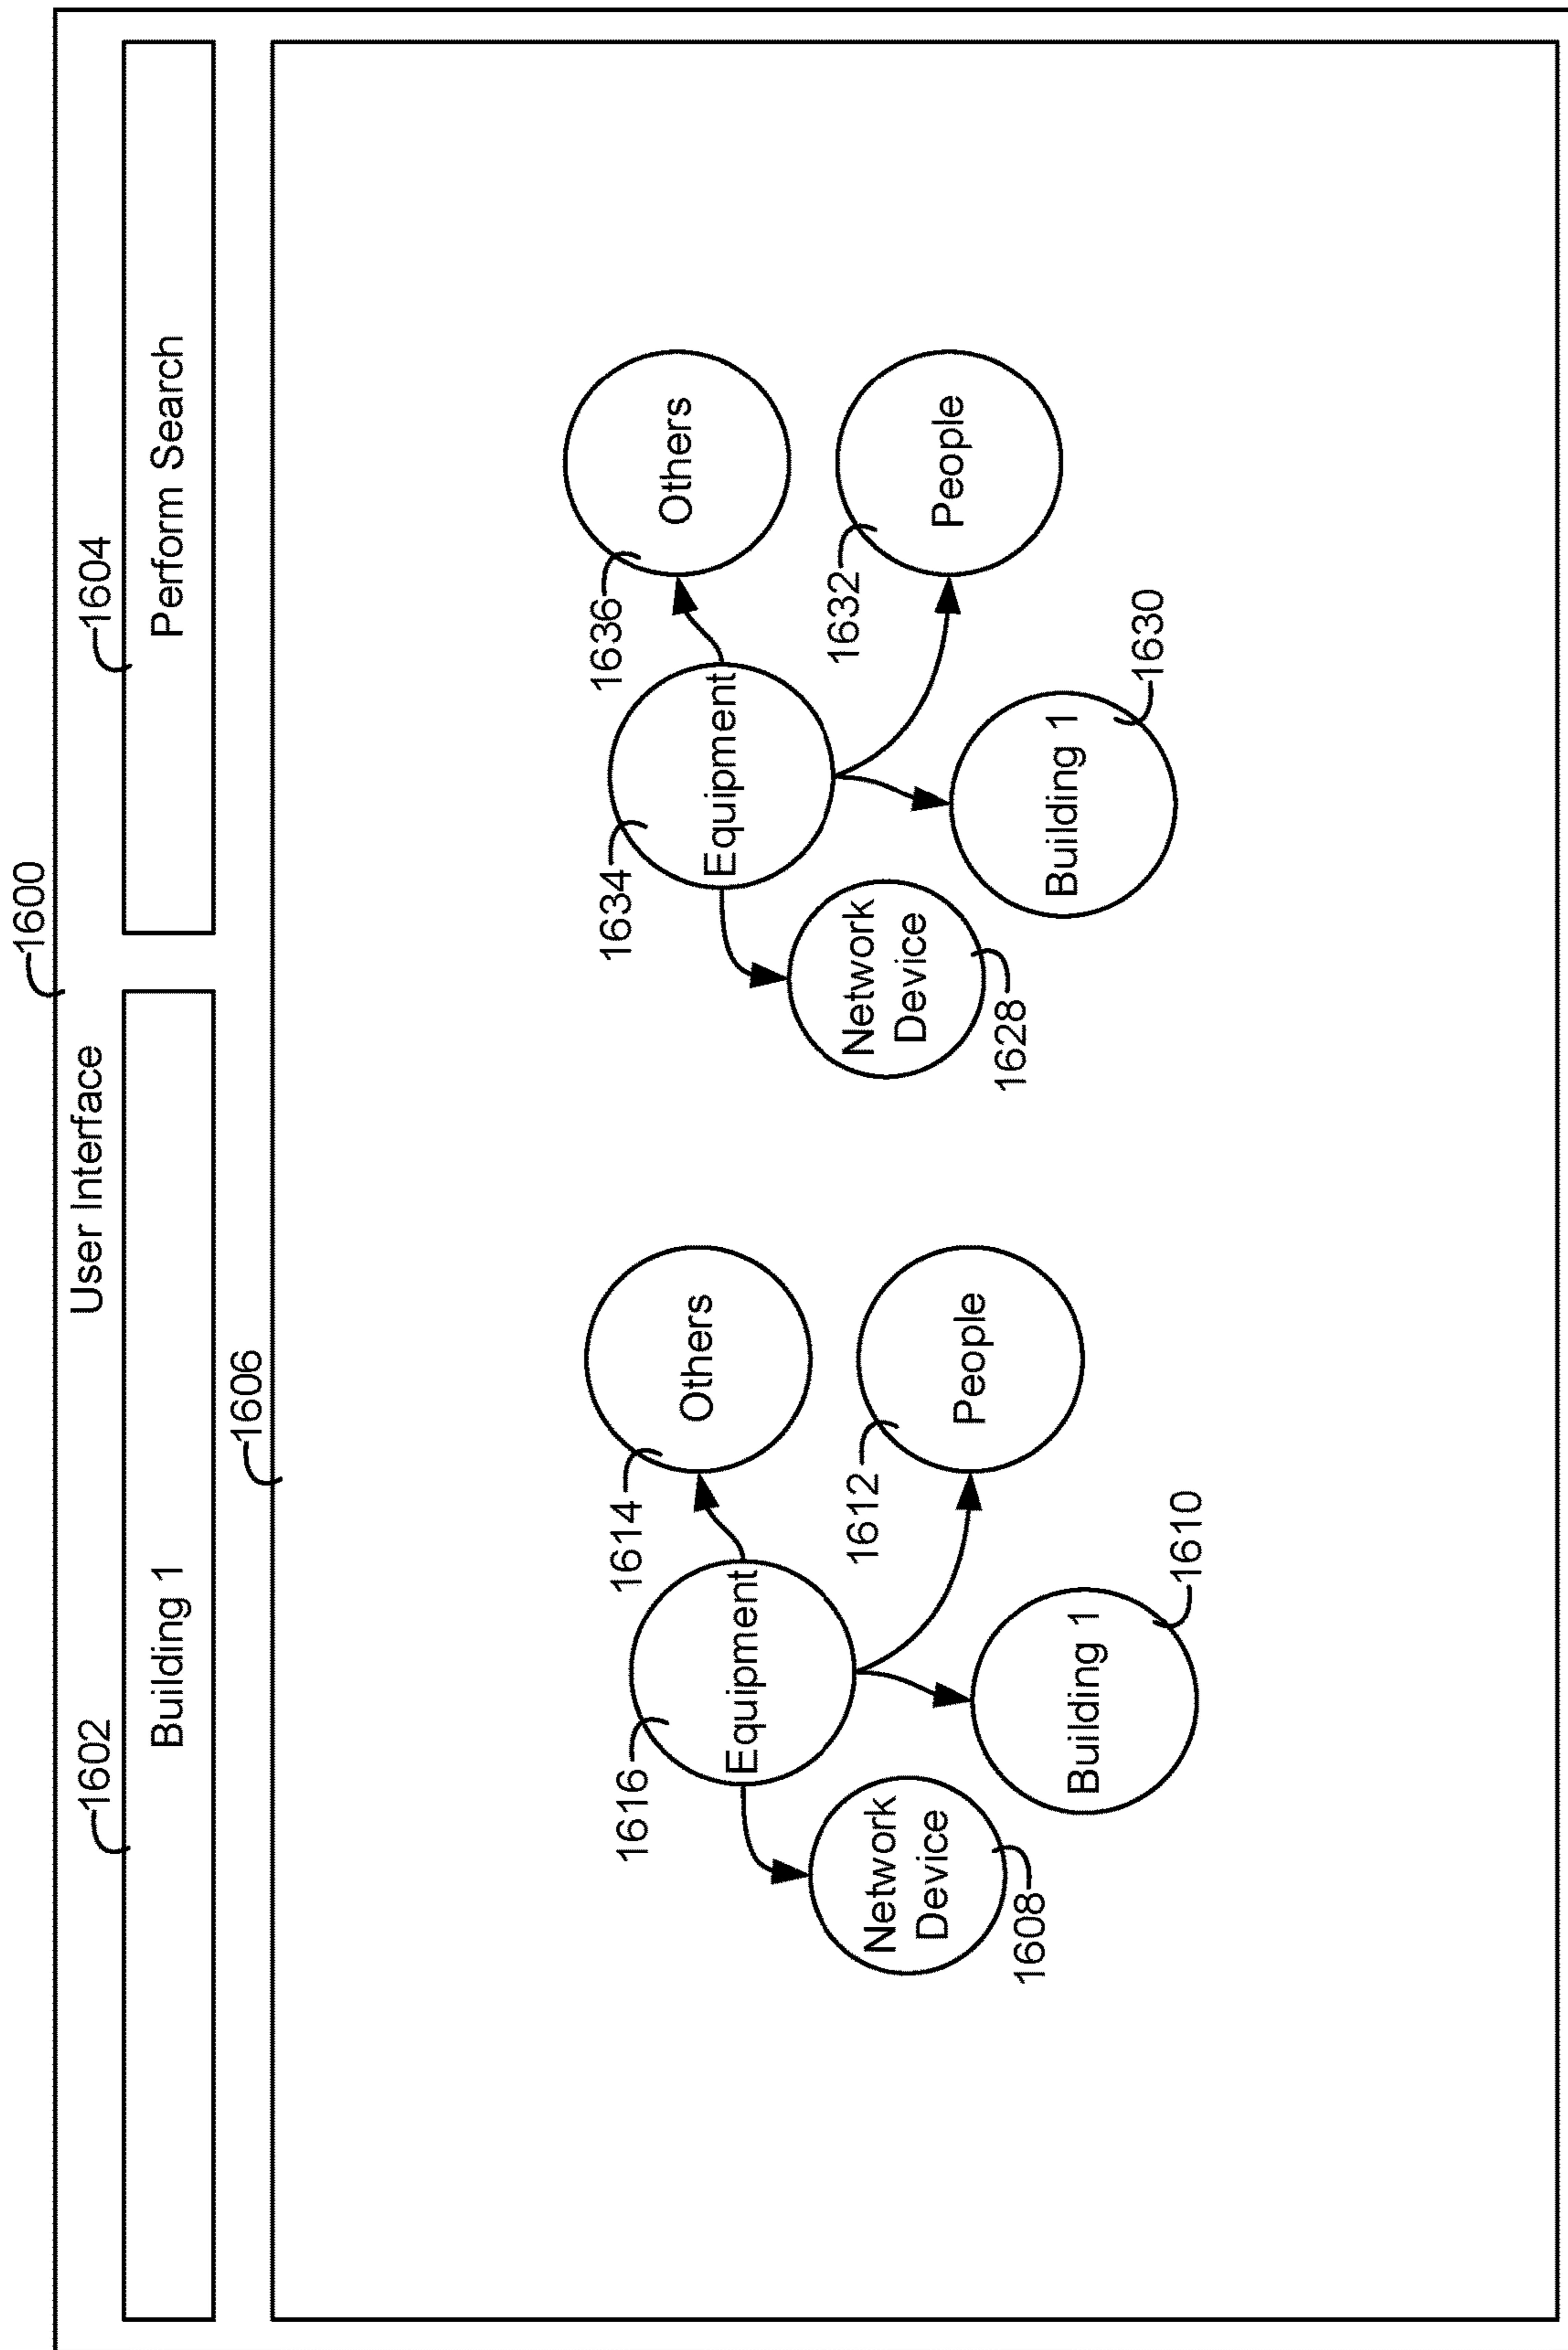 1600
User Interface
1602
1604
Building 1
Perform Search
1606
1616
1614
Equipment
Others
Network
Device
1608
1612
People
Building 1
1610
1634
1636
Equipment
Others
Network
Device
1628
1632
People
Building 1
1630